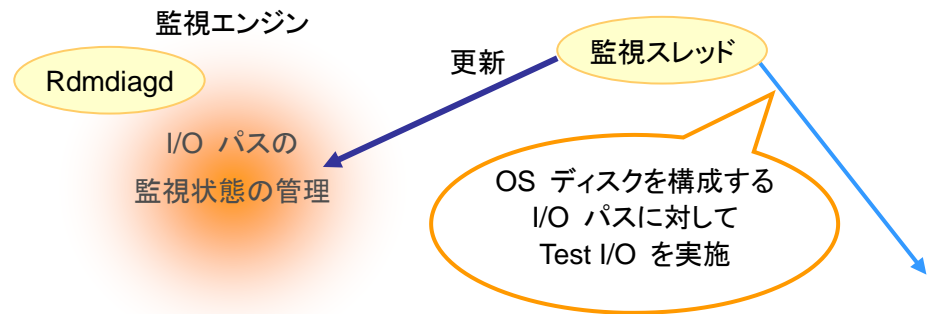 監視エンジン
Rdmdiagd
I/O パスの
監視状態の管理
更新
監視スレッド
OS ディスクを構成する
I/O パスに対して
Test I/O を実施